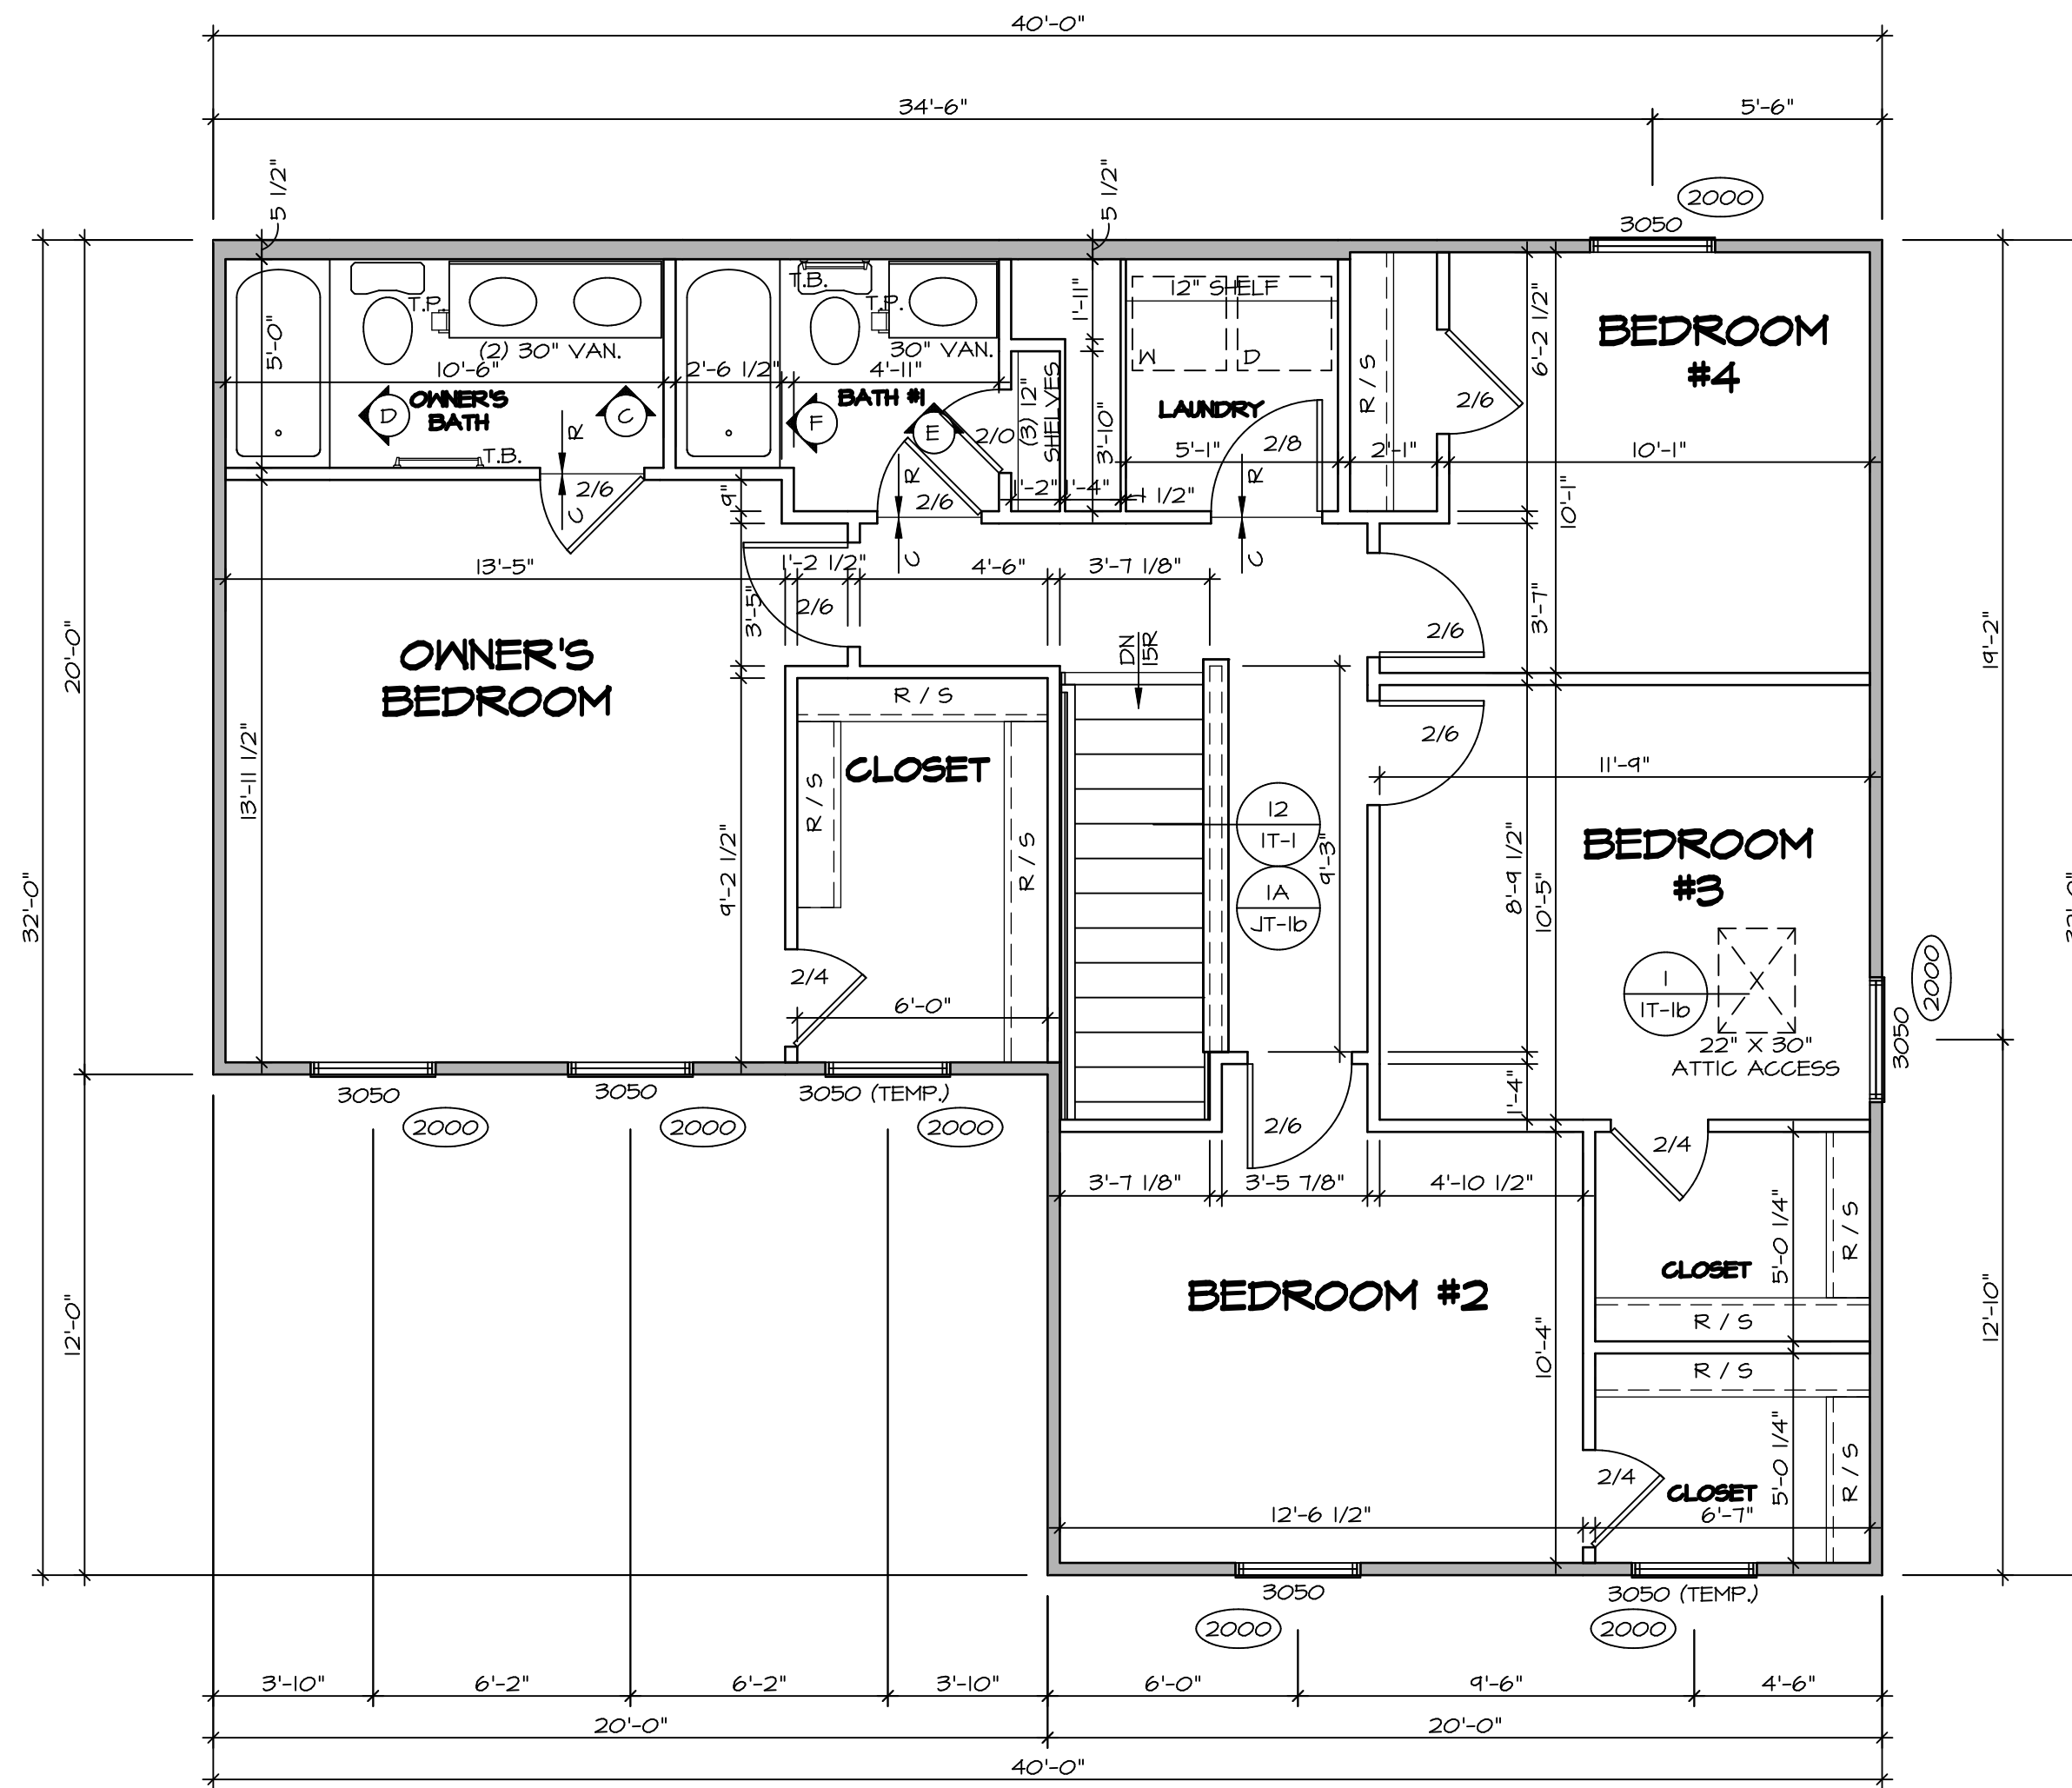 40'-0"
34'-6"
5'-6"
5 1/2"
5 1/2"
2000
3050
T.B.
12" SHELF
T.P.
T.P.
1'-11"
6'-2 1/2"
BEDROOM
#4
5'-0"
(2) 30" VAN.
30" VAN.
W
D
10'-6"
2'-6 1/2"
4'-11"
R / S
2/6
OWNER'S
BATH
D
C
BATH #1
F
E
(3) 12"
SHELVES
LAUNDRY
2/0
3'-10"
5'-1"
2/8
2'-1"
10'-1"
R
T.B.
R
R
2/6
C
9"
2/6
1'-2"
1'-4"
1 1/2"
10'-1"
13'-5"
1'-2 1/2"
C
4'-6"
3'-7 1/8"
C
3'-5"
2/6
3'-7"
2/6
20'-0"
19'-2"
OWNER'S
BEDROOM
DN
15R
R / S
2/6
CLOSET
11'-9"
13'-11 1/2"
R / S
12
1T-1
9'-3"
BEDROOM
#3
R / S
9'-2 1/2"
1A
JT-1b
8'-9 1/2"
10'-5"
32'-0"
2/4
6'-0"
1
1T-1b
X
2000
3050
22" X 30"
ATTIC ACCESS
3050
3050
3050 (TEMP.)
1'-4"
2000
2000
2000
2/6
2/4
3'-7 1/8"
3'-5 7/8"
4'-10 1/2"
5'-0 1/4"
R / S
CLOSET
BEDROOM #2
R / S
12'-0"
10'-4"
12'-10"
R / S
2/4
5'-0 1/4"
R / S
CLOSET
12'-6 1/2"
6'-7"
3050
3050 (TEMP.)
2000
2000
3'-10"
6'-2"
6'-2"
3'-10"
6'-0"
9'-6"
4'-6"
20'-0"
20'-0"
40'-0"